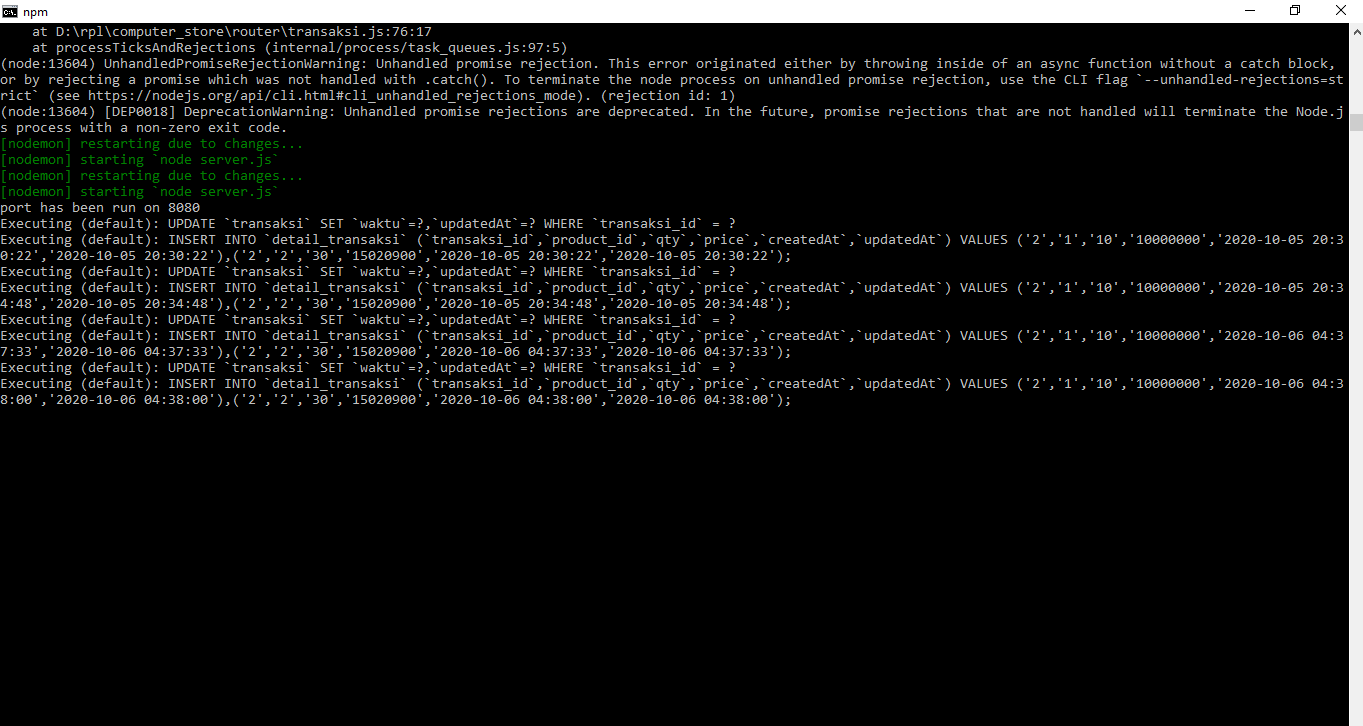 npm
at D:\rpl\computer_store\router\transaksi.js:76:17
at processTicksAndRejections (internal/process/task_queues.js:97:5)
(node:13604) UnhandledPromiseRejectionWarning: Unhandled promise rejection. This error originated either by throwing inside of an async function without a catch block,
or by rejecting a promise which was not handled with .catch(). To terminate the node process on unhandled promise rejection, use the CLI flag `--unhandled-rejections=st
rict` (see https://nodejs.org/api/cli.html#cli_unhandled_rejections_mode). (rejection id: 1)
(node:13604) [DEP0018] DeprecationWarning: Unhandled promise rejections are deprecated. In the future, promise rejections that are not handled will terminate the Node.j
s process with a non-zero exit code.
[nodemon] restarting due to changes...
[nodemon] starting `node server.js`
[nodemon] restarting due to changes...
[nodemon] starting `node server.js`
port has been run on 8080
Executing (default): UPDATE `transaksi` SET `waktu`=?,`updatedAt`=? WHERE `transaksi_id` = ?
Executing (default): INSERT INTO `detail_transaksi` (`transaksi_id`,`product_id`,`qty`,`price`,`createdAt`,`updatedAt`) VALUES ('2','1','10','10000000','2020-10-05 20:3
0:22','2020-10-05 20:30:22'),('2','2','30','15020900','2020-10-05 20:30:22','2020-10-05 20:30:22');
Executing (default): UPDATE `transaksi` SET `waktu`=?,`updatedAt`=? WHERE `transaksi_id` = ?
Executing (default): INSERT INTO `detail_transaksi` (`transaksi_id`,`product_id`,`qty`,`price`,`createdAt`,`updatedAt`) VALUES ('2','1','10','10000000','2020-10-05 20:3
4:48','2020-10-05 20:34:48'),('2','2','30','15020900','2020-10-05 20:34:48','2020-10-05 20:34:48');
Executing (default): UPDATE `transaksi` SET `waktu`=?,`updatedAt`=? WHERE `transaksi_id` = ?
Executing (default): INSERT INTO `detail_transaksi` (`transaksi_id`,`product_id`,`qty`,`price`,`createdAt`,`updatedAt`) VALUES ('2','1','10','10000000','2020-10-06 04:3
7:33','2020-10-06 04:37:33'),('2','2','30','15020900','2020-10-06 04:37:33','2020-10-06 04:37:33');
Executing (default): UPDATE `transaksi` SET `waktu`=?,`updatedAt`=? WHERE `transaksi_id` = ?
Executing (default): INSERT INTO `detail_transaksi` (`transaksi_id`,`product_id`,`qty`,`price`,`createdAt`,`updatedAt`) VALUES ('2','1','10','10000000','2020-10-06 04:3
8:00','2020-10-06 04:38:00'),('2','2','30','15020900','2020-10-06 04:38:00','2020-10-06 04:38:00');